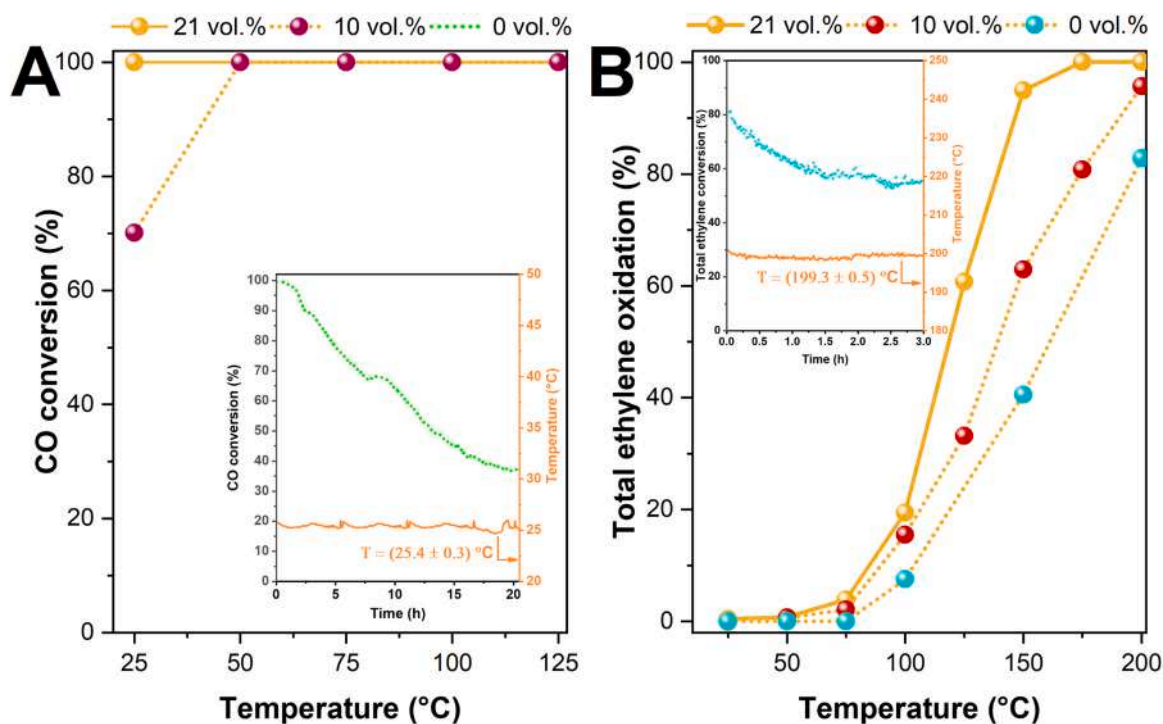 21 vol.% 10 vol.% 0 vol.%
A
CO conversion (%)
100
80
60
40
20
0
25 50 75 100 125
Temperature (°C)
CO conversion (%)
100
90
80
70
60
50
40
30
20
10
0
0 5 10 15 20
Time (h)
50
45
40
35
30
25
20
Temperature (°C)
T = (25.4 ± 0.3) °C
21 vol.% 10 vol.% 0 vol.%
B
Total ethylene oxidation (%)
100
80
60
40
20
0
50 100 150 200
Temperature (°C)
Total ethylene conversion (%)
100
80
60
40
20
0
0.0 0.5 1.0 1.5 2.0 2.5 3.0
Time (h)
250
240
230
220
210
200
190
180
Temperature (°C)
T = (199.3 ± 0.5) °C